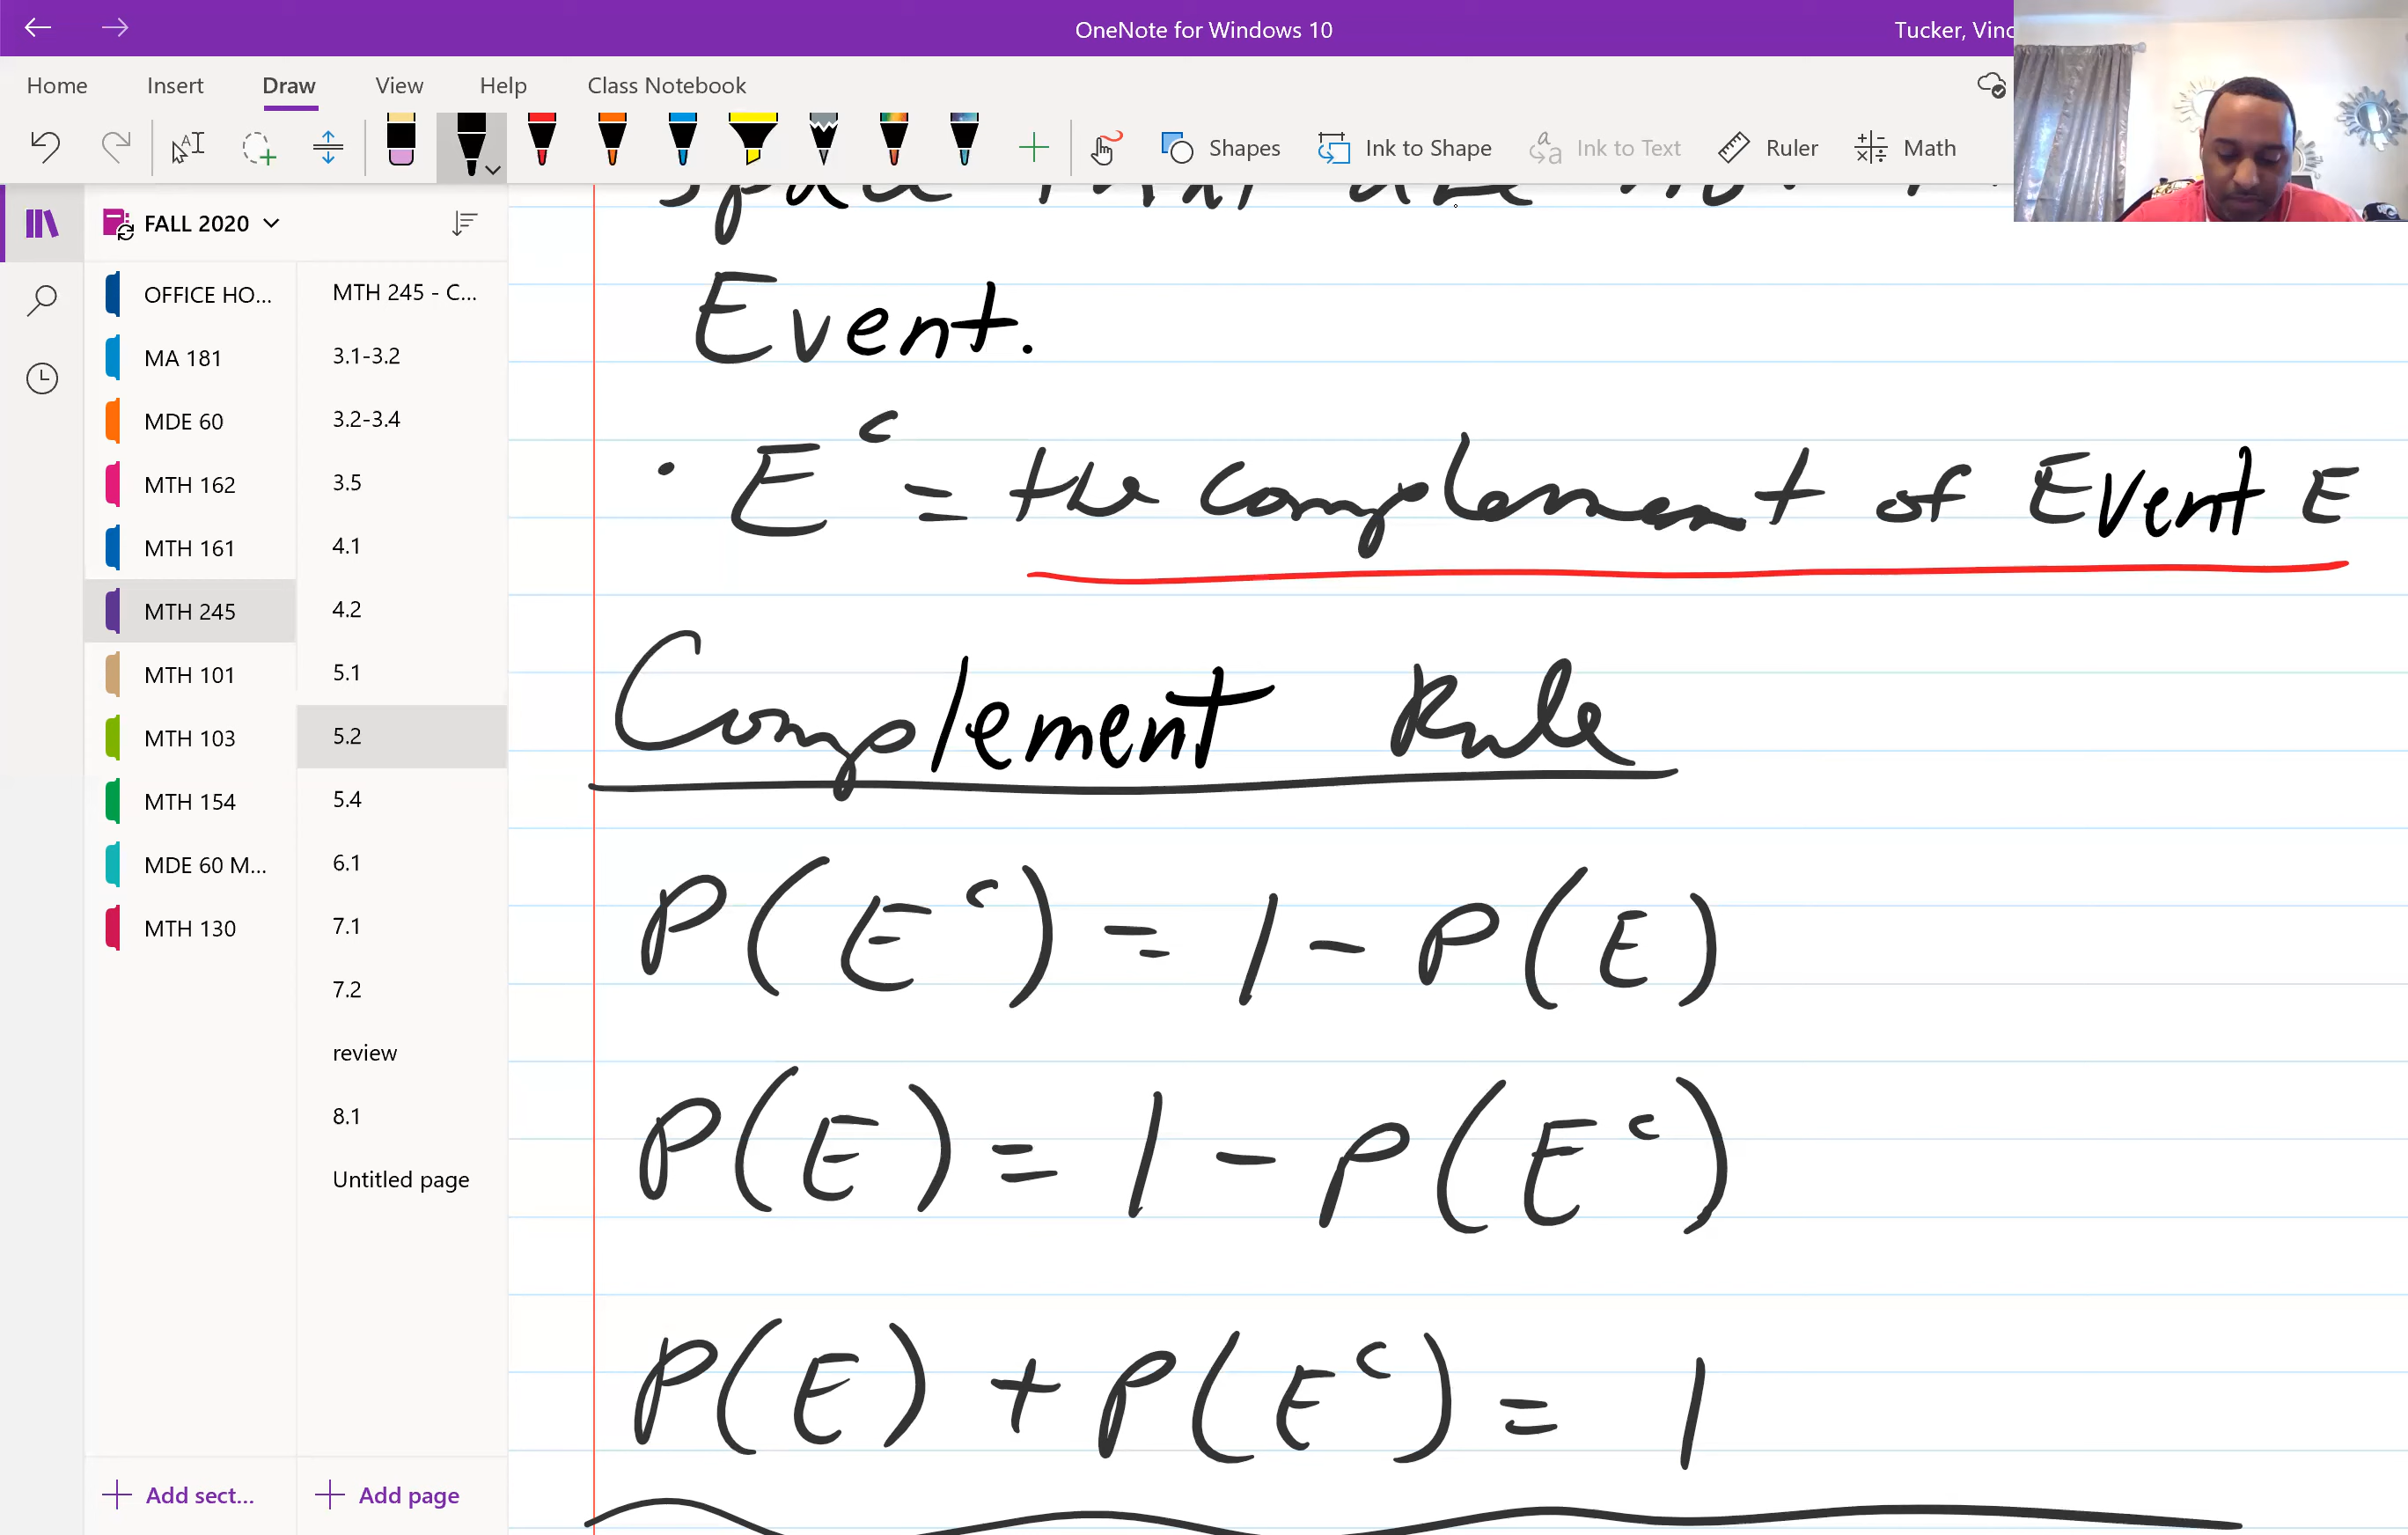 OneNote for Windows 10
Tucker, Vinc
Home Insert Draw View Help Class Notebook
Shapes Ink to Shape Ink to Text Ruler Math
FALL 2020
OFFICE HO...
MA 181
MDE 60
MTH 162
MTH 161
MTH 245
MTH 101
MTH 103
MTH 154
MDE 60 M...
MTH 130
Add sect...
MTH 245 - C...
3.1-3.2
3.2-3.4
3.5
4.1
4.2
5.1
5.2
5.4
6.1
7.1
7.2
review
8.1
Untitled page
Add page
space that are not
Event.
• E^c = the complement of Event E
Complement Rule
P(E^c) = 1 - P(E)
P(E) = 1 - P(E^c)
P(E) + P(E^c) = 1